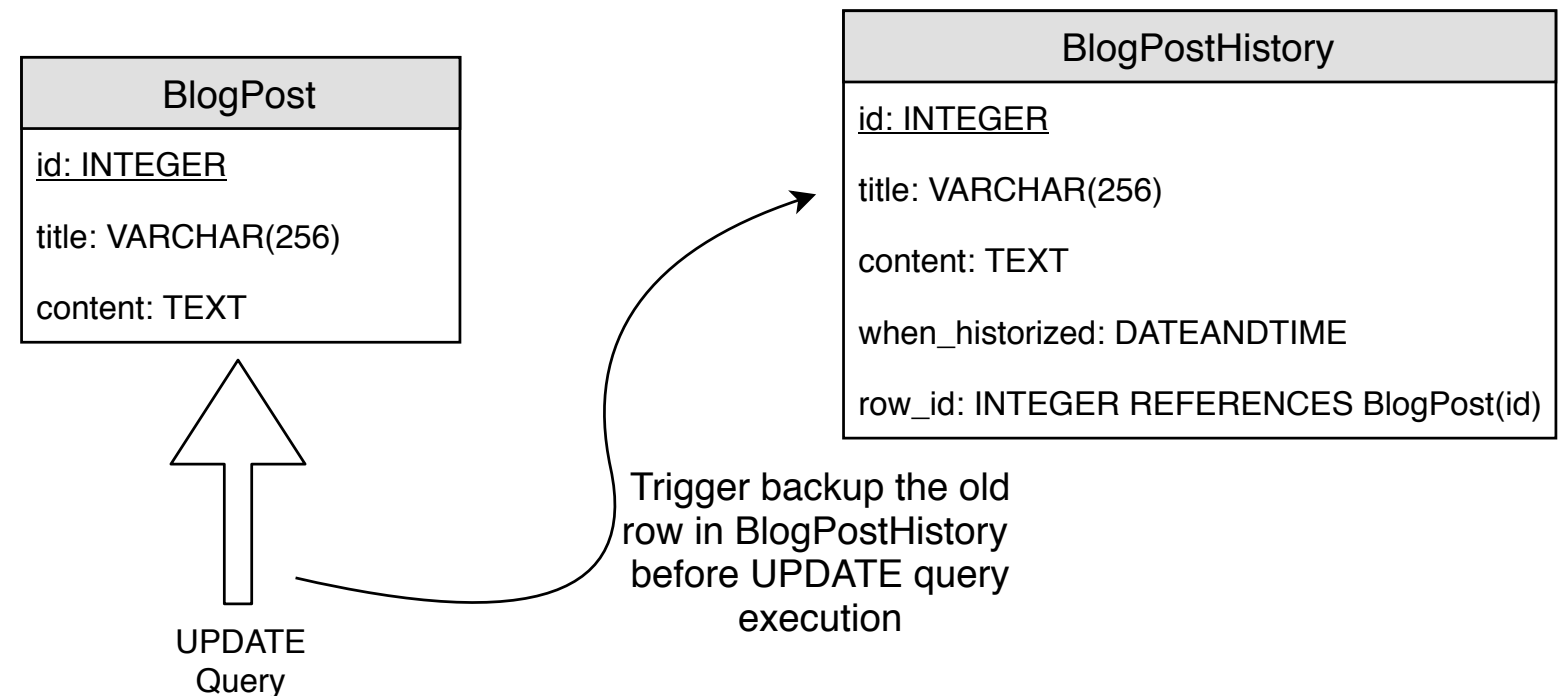 BlogPost
id: INTEGER
title: VARCHAR(256)
content: TEXT
BlogPostHistory
id: INTEGER
title: VARCHAR(256)
content: TEXT
when_historized: DATEANDTIME
row_id: INTEGER REFERENCES BlogPost(id)
Trigger backup the old
row in BlogPostHistory
before UPDATE query
execution
UPDATE
Query